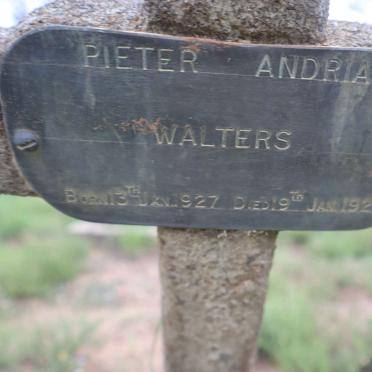 PIETER ANDRIA
WALTERS
BORN 13TH JAN. 1927 DIED 19TH JAN. 192